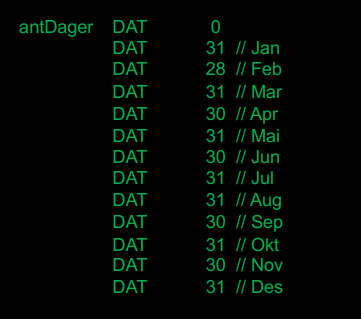 antDager DAT 0
DAT 31 // Jan
DAT 28 // Feb
DAT 31 // Mar
DAT 30 // Apr
DAT 31 // Mai
DAT 30 // Jun
DAT 31 // Jul
DAT 31 // Aug
DAT 30 // Sep
DAT 31 // Okt
DAT 30 // Nov
DAT 31 // Des